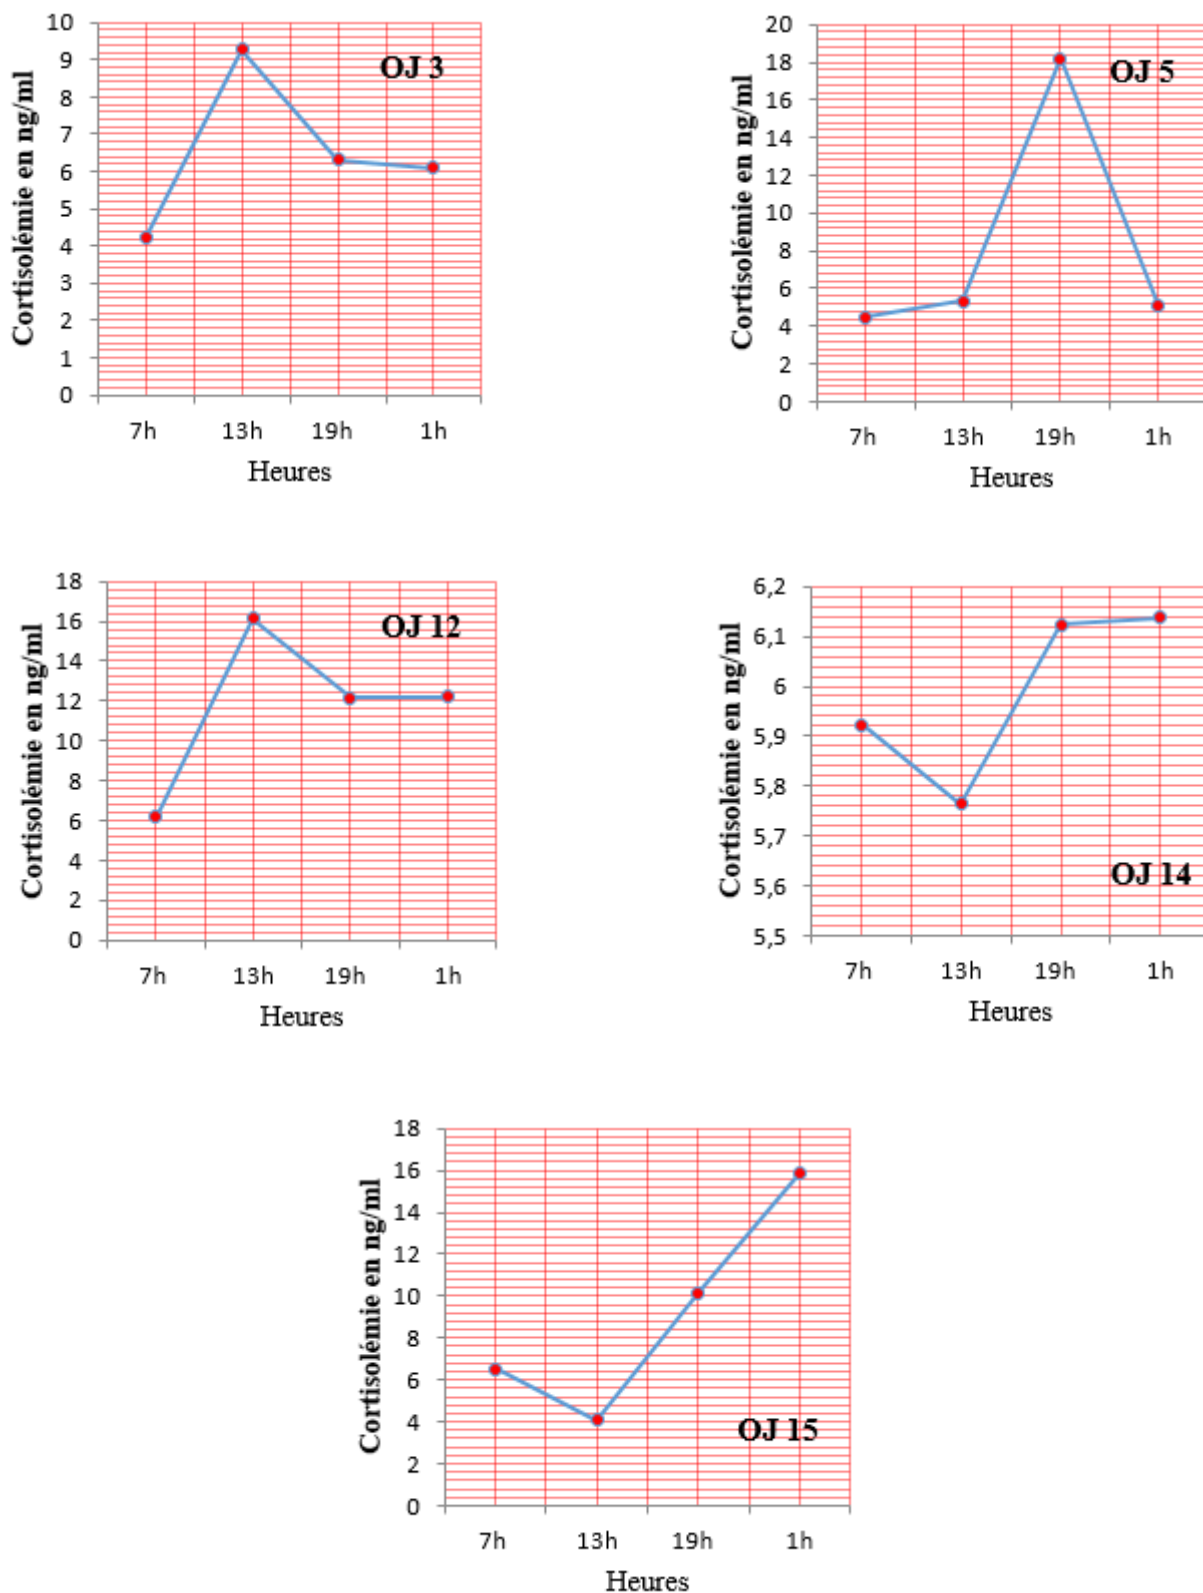 Cortisolémie en ng/ml
10
9
8
7
6
5
4
3
2
1
0
OJ 3
7h 13h 19h 1h
Heures
Cortisolémie en ng/ml
20
18
16
14
12
10
8
6
4
2
0
OJ 5
7h 13h 19h 1h
Heures
Cortisolémie en ng/ml
18
16
14
12
10
8
6
4
2
0
OJ 12
7h 13h 19h 1h
Heures
Cortisolémie en ng/ml
6,2
6,1
6
5,9
5,8
5,7
5,6
5,5
OJ 14
7h 13h 19h 1h
Heures
Cortisolémie en ng/ml
18
16
14
12
10
8
6
4
2
0
OJ 15
7h 13h 19h 1h
Heures